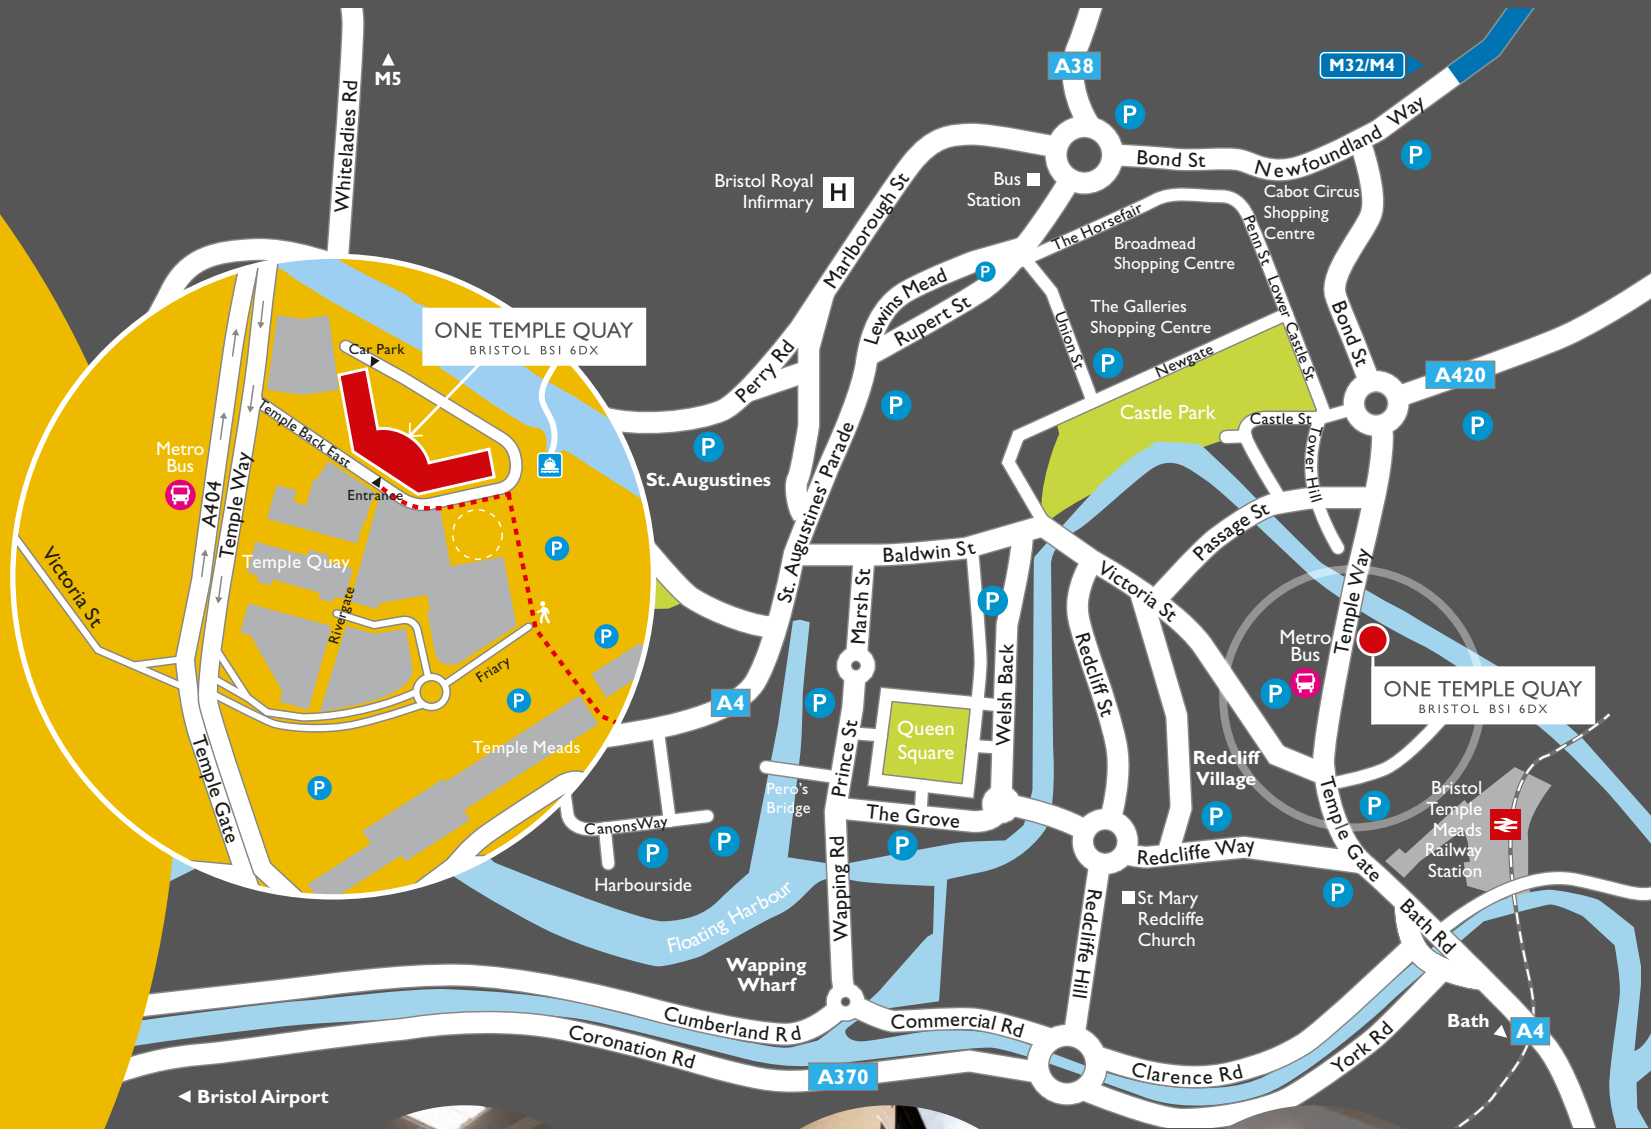 M5
Whiteladies Rd
A38
M32/M4
P
Bond St
Newfoundland Way
P
Bristol Royal
Infirmary
H
Bus
Station
Marlborough St
The Horsefair
Cabot Circus
Shopping
Centre
Penn St
Broadmead
Shopping Centre
Lower Castle St
P
Lewins Mead
Rupert St
The Galleries
Shopping Centre
Union St
P
Newgate
Bond St
A420
P
Perry Rd
P
P
St. Augustines
Castle Park
Castle St
Tower Hill
Passage St
St. Augustines' Parade
Baldwin St
Marsh St
P
Victoria St
Temple Way
Redcliff St
Welsh Back
Metro
Bus
P
ONE TEMPLE QUAY
BRISTOL BS1 6DX
A4
P
Queen
Square
Prince St
Pero's
Bridge
The Grove
P
Redcliff
Village
P
P
Temple Gate
Bristol
Temple
Meads
Railway
Station
Redcliffe Way
P
Canons Way
P
P
Harbourside
Floating Harbour
Wapping Rd
Wapping
Wharf
St Mary
Redcliffe
Church
Redcliffe Hill
Bath Rd
Bath
A4
Cumberland Rd
Commercial Rd
Coronation Rd
A370
Clarence Rd
York Rd
Bristol Airport
ONE TEMPLE QUAY
BRISTOL BS1 6DX
Car Park
Temple Back East
Entrance
Metro
Bus
A404
Temple Way
Victoria St
Temple Quay
Rivergate
Friary
P
P
P
Temple Meads
Temple Gate
P